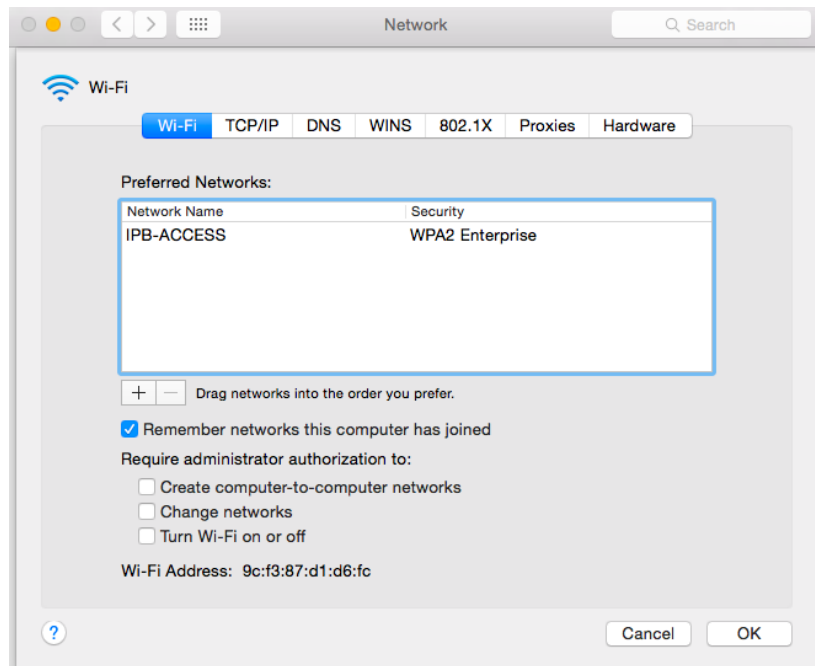 Network
Search
Wi-Fi
Wi-Fi TCP/IP DNS WINS 802.1X Proxies Hardware
Preferred Networks:
Network Name Security
IPB-ACCESS WPA2 Enterprise
+ − Drag networks into the order you prefer.
Remember networks this computer has joined
Require administrator authorization to:
Create computer-to-computer networks
Change networks
Turn Wi-Fi on or off
Wi-Fi Address: 9c:f3:87:d1:d6:fc
? Cancel OK